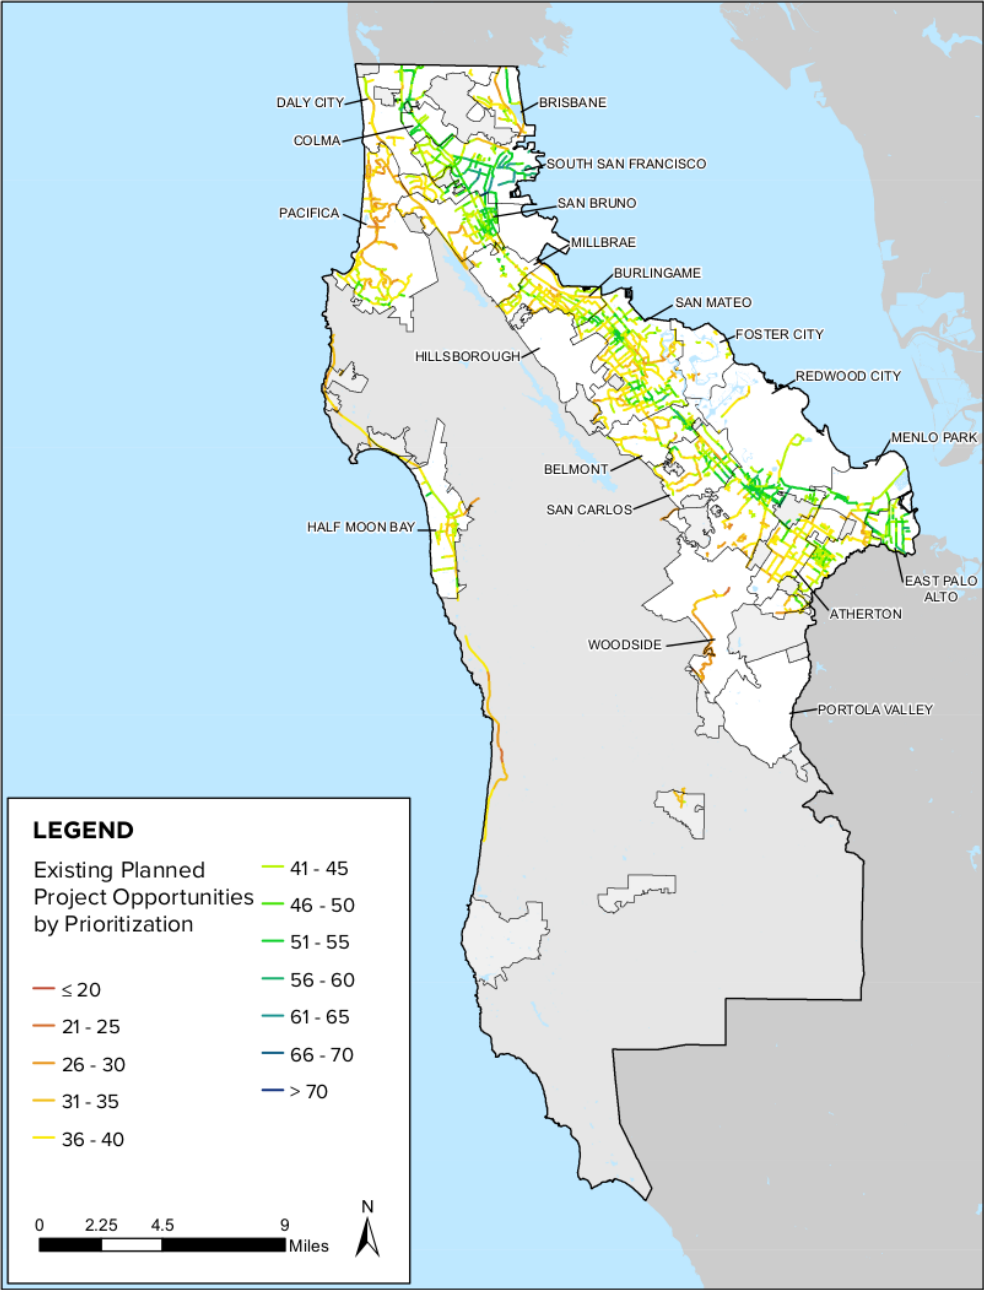 DALY CITY
BRISBANE
COLMA
SOUTH SAN FRANCISCO
SAN BRUNO
PACIFICA
MILLBRAE
BURLINGAME
SAN MATEO
FOSTER CITY
HILLSBOROUGH
REDWOOD CITY
MENLO PARK
BELMONT
SAN CARLOS
HALF MOON BAY
EAST PALO
ALTO
ATHERTON
WOODSIDE
PORTOLA VALLEY
LEGEND
Existing Planned
Project Opportunities
by Prioritization
≤ 20
21 - 25
26 - 30
31 - 35
36 - 40
41 - 45
46 - 50
51 - 55
56 - 60
61 - 65
66 - 70
> 70
0 2.25 4.5 9
Miles
N